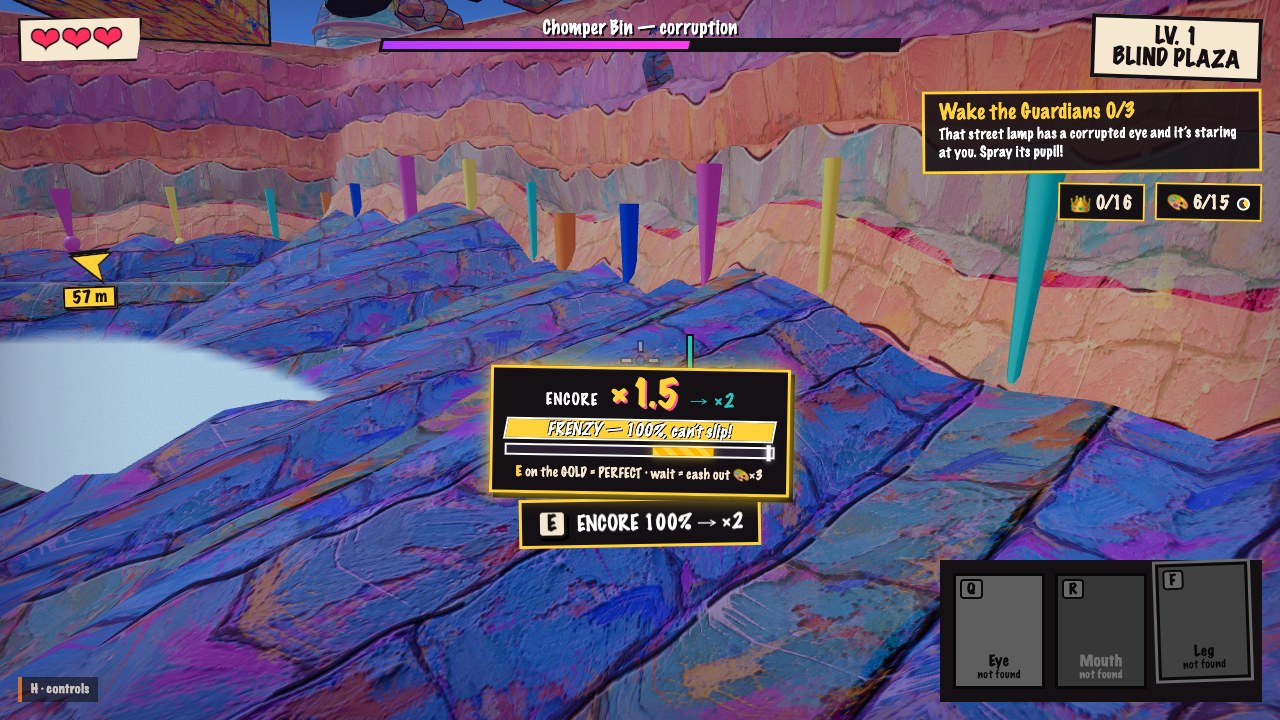 Chomper Bin — corruption
LV. 1
BLIND PLAZA
Wake the Guardians 0/3
That street lamp has a corrupted eye and it's staring
at you. Spray its pupil!
0/16
6/15
57 m
ENCORE ×1.5 → ×2
FRENZY — 100%, can't slip!
E on the GOLD = PERFECT · wait = cash out ×3
E ENCORE 100% → ×2
Q
R
F
Eye
not found
Mouth
not found
Leg
not found
H · controls